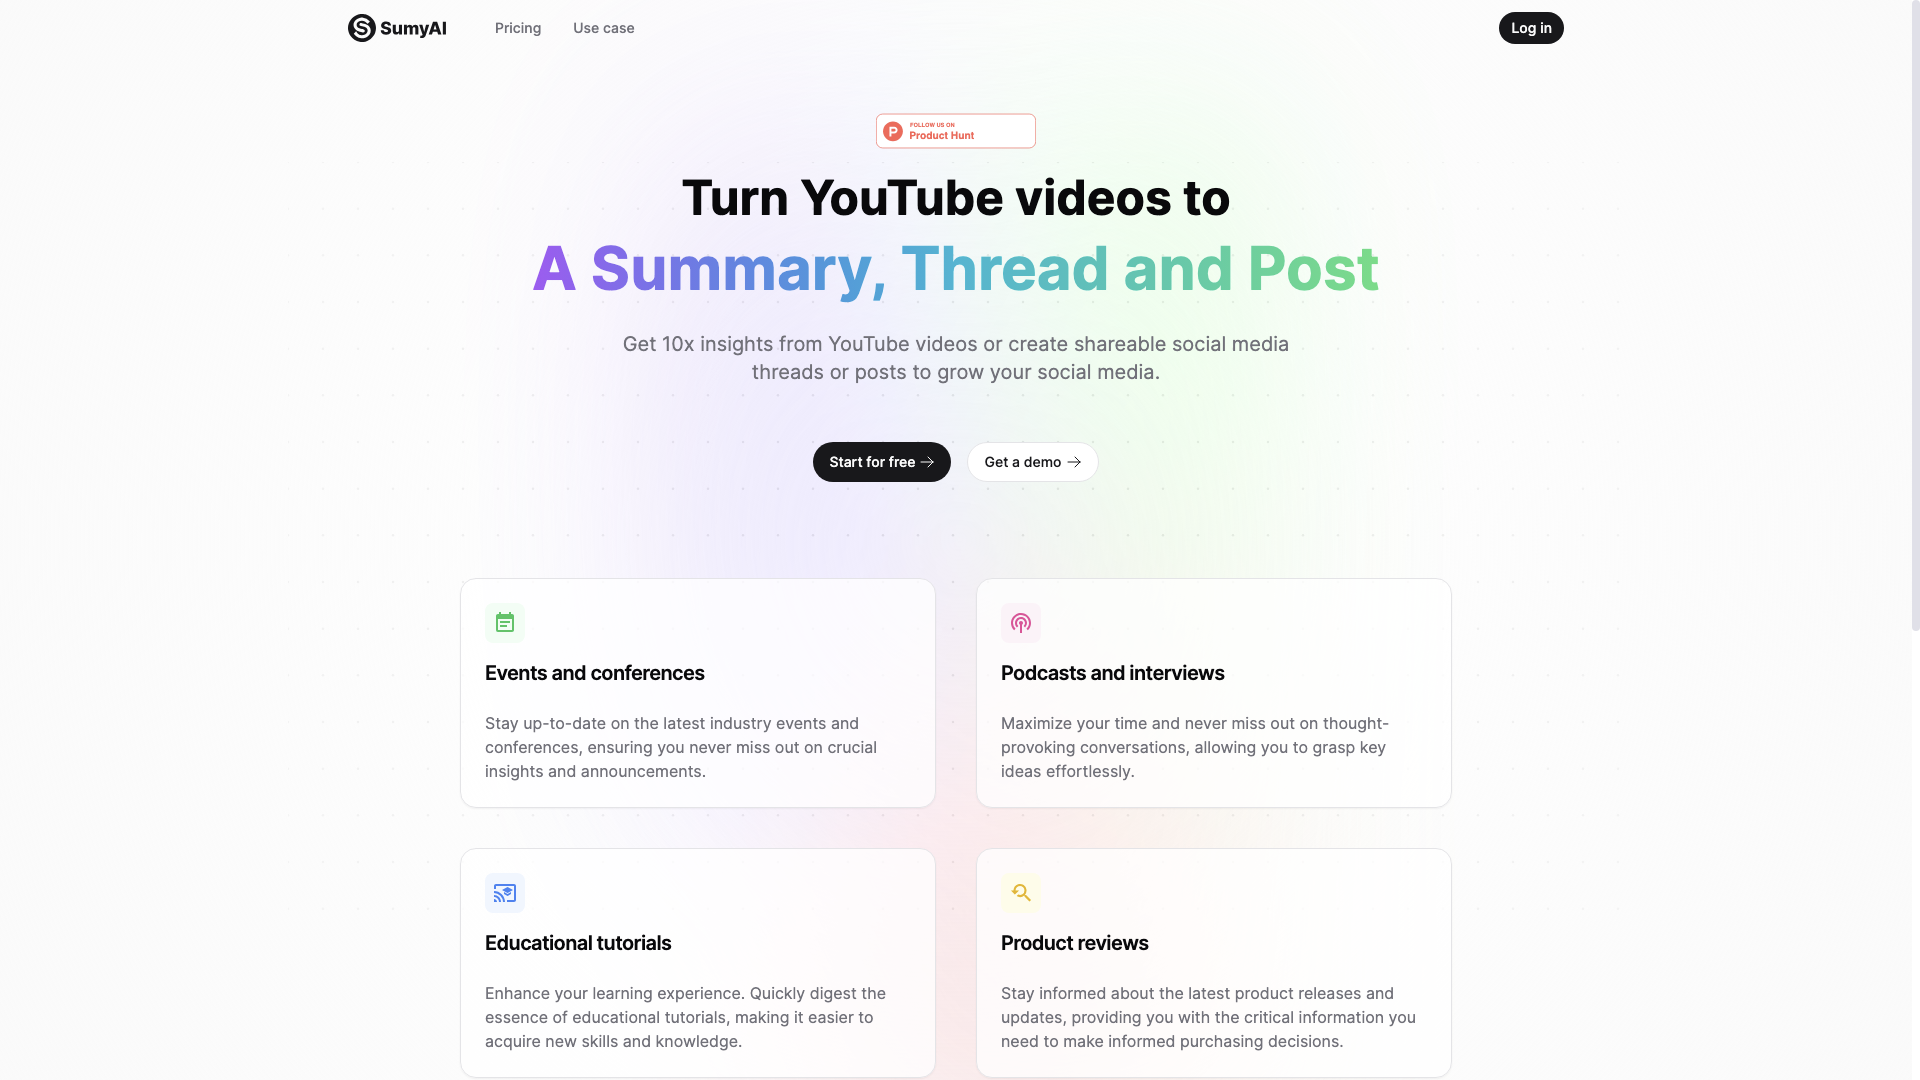 SumyAI
Pricing
Use case
Log in
FOLLOW US ON
Product Hunt
Turn YouTube videos to
A Summary, Thread and Post
Get 10x insights from YouTube videos or create shareable social media
threads or posts to grow your social media.
Start for free
Get a demo
Events and conferences
Stay up-to-date on the latest industry events and
conferences, ensuring you never miss out on crucial
insights and announcements.
Podcasts and interviews
Maximize your time and never miss out on thought-
provoking conversations, allowing you to grasp key
ideas effortlessly.
Educational tutorials
Enhance your learning experience. Quickly digest the
essence of educational tutorials, making it easier to
acquire new skills and knowledge.
Product reviews
Stay informed about the latest product releases and
updates, providing you with the critical information you
need to make informed purchasing decisions.